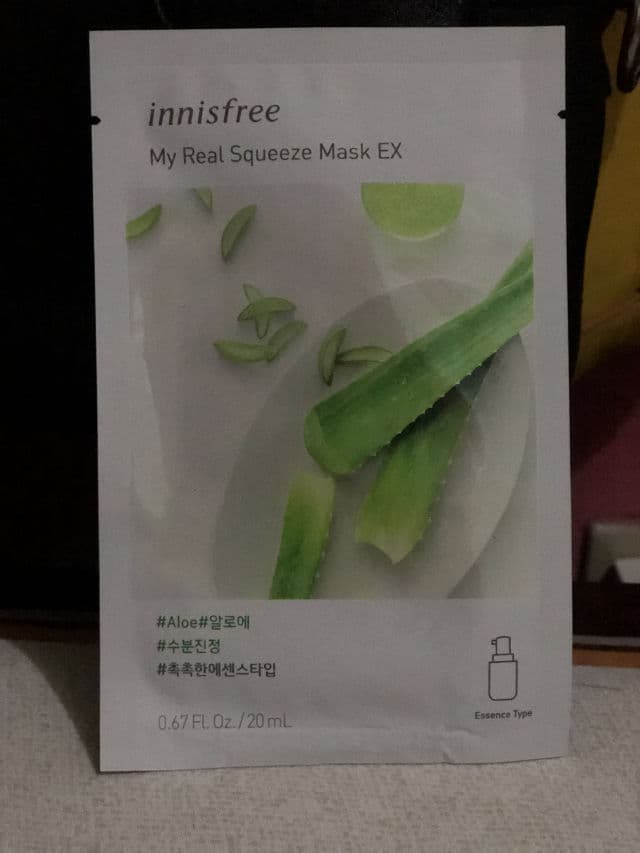 innisfree
My Real Squeeze Mask EX
#Aloe#알로에
#수분진정
#촉촉한에센스타입
0.67 Fl. Oz. / 20 mL
Essence Type